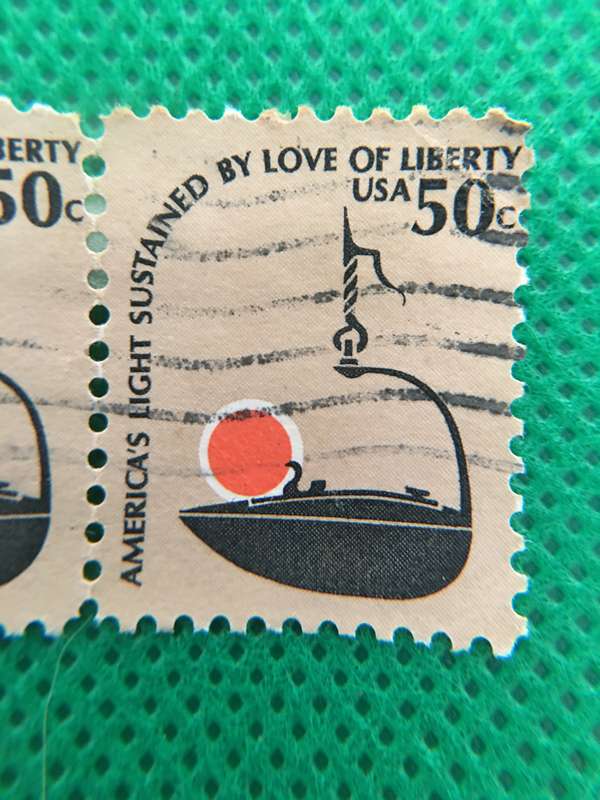 BERTY
50c
AMERICA'S LIGHT SUSTAINED BY LOVE OF LIBERTY
USA 50c